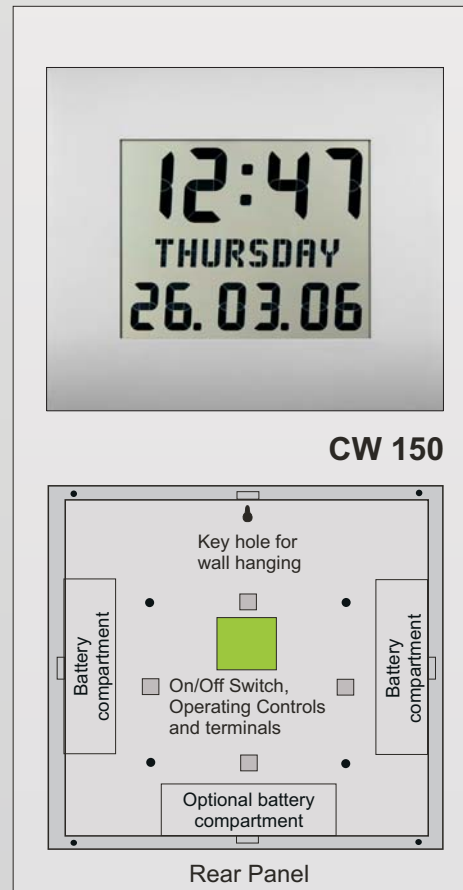 12:47
THURSDAY
26.03.06
CW 150
Key hole for
wall hanging
Battery
compartment
On/Off Switch,
Operating Controls
and terminals
Battery
compartment
Optional battery
compartment
Rear Panel